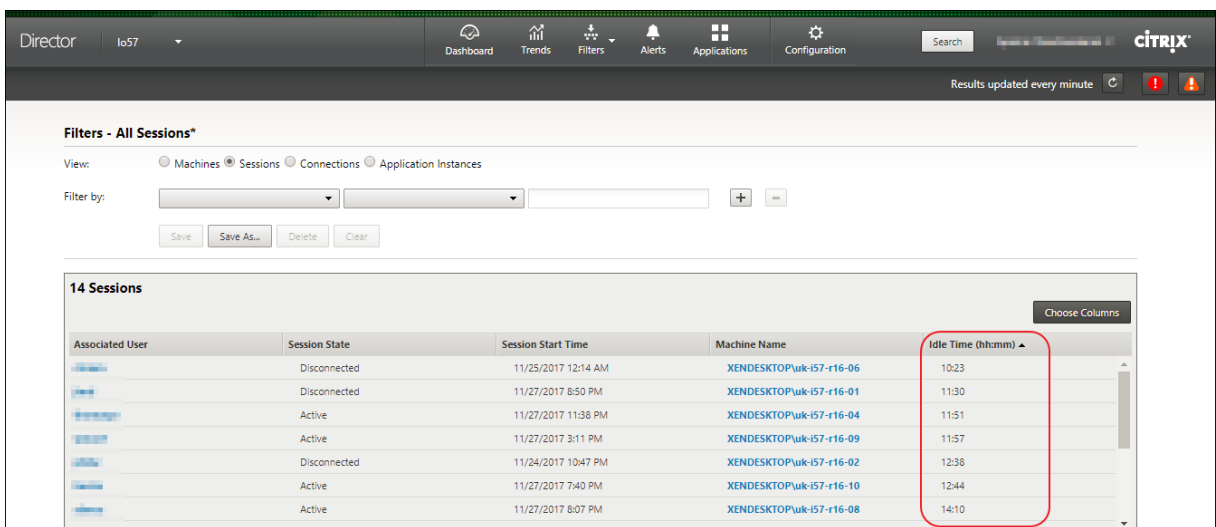 Director lo57 Dashboard Trends Filters Alerts Applications Configuration Search CİTRIX
Results updated every minute
Filters - All Sessions*
View: Machines Sessions Connections Application Instances
Filter by:
Save Save As... Delete Clear
14 Sessions
Choose Columns
Associated User Session State Session Start Time Machine Name Idle Time (hh:mm)
Disconnected 11/25/2017 12:14 AM XENDESKTOP\uk-i57-r16-06 10:23
Disconnected 11/27/2017 8:50 PM XENDESKTOP\uk-i57-r16-01 11:30
Active 11/27/2017 11:38 PM XENDESKTOP\uk-i57-r16-04 11:51
Active 11/27/2017 3:11 PM XENDESKTOP\uk-i57-r16-09 11:57
Disconnected 11/24/2017 10:47 PM XENDESKTOP\uk-i57-r16-02 12:38
Active 11/27/2017 7:40 PM XENDESKTOP\uk-i57-r16-10 12:44
Active 11/27/2017 8:07 PM XENDESKTOP\uk-i57-r16-08 14:10